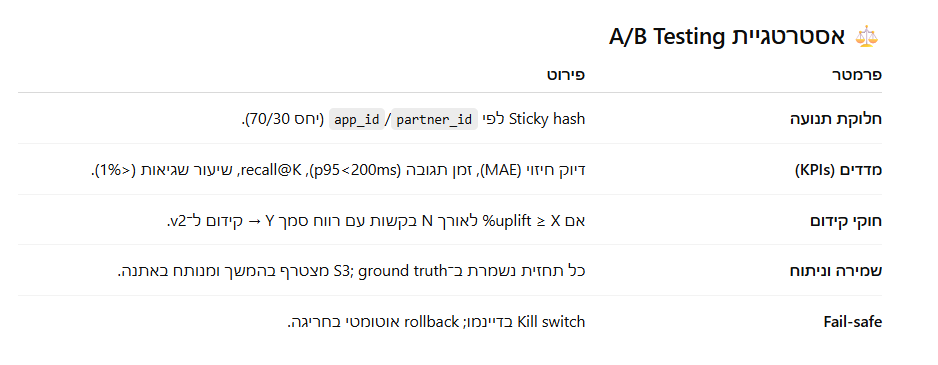 ⚖️ אסטרטגיית A/B Testing
פרמטר פירוט
חלוקת תנועה Sticky hash לפי partner_id / app_id (יחס 70/30).
מדדים (KPIs) דיוק חיזוי (MAE), זמן תגובה (p95<200ms), recall@K, שיעור שגיאות (<1%).
חוקי קידום אם uplift ≥ X% לאורך N בקשות עם רווח סמך Y → קידום ל־v2.
שמירה וניתוח כל תחזית נשמרת ב־S3; ground truth מצטרף בהמשך ומנותח באתנה.
Fail-safe Kill switch בדיינמו; rollback אוטומטי בחריגה.